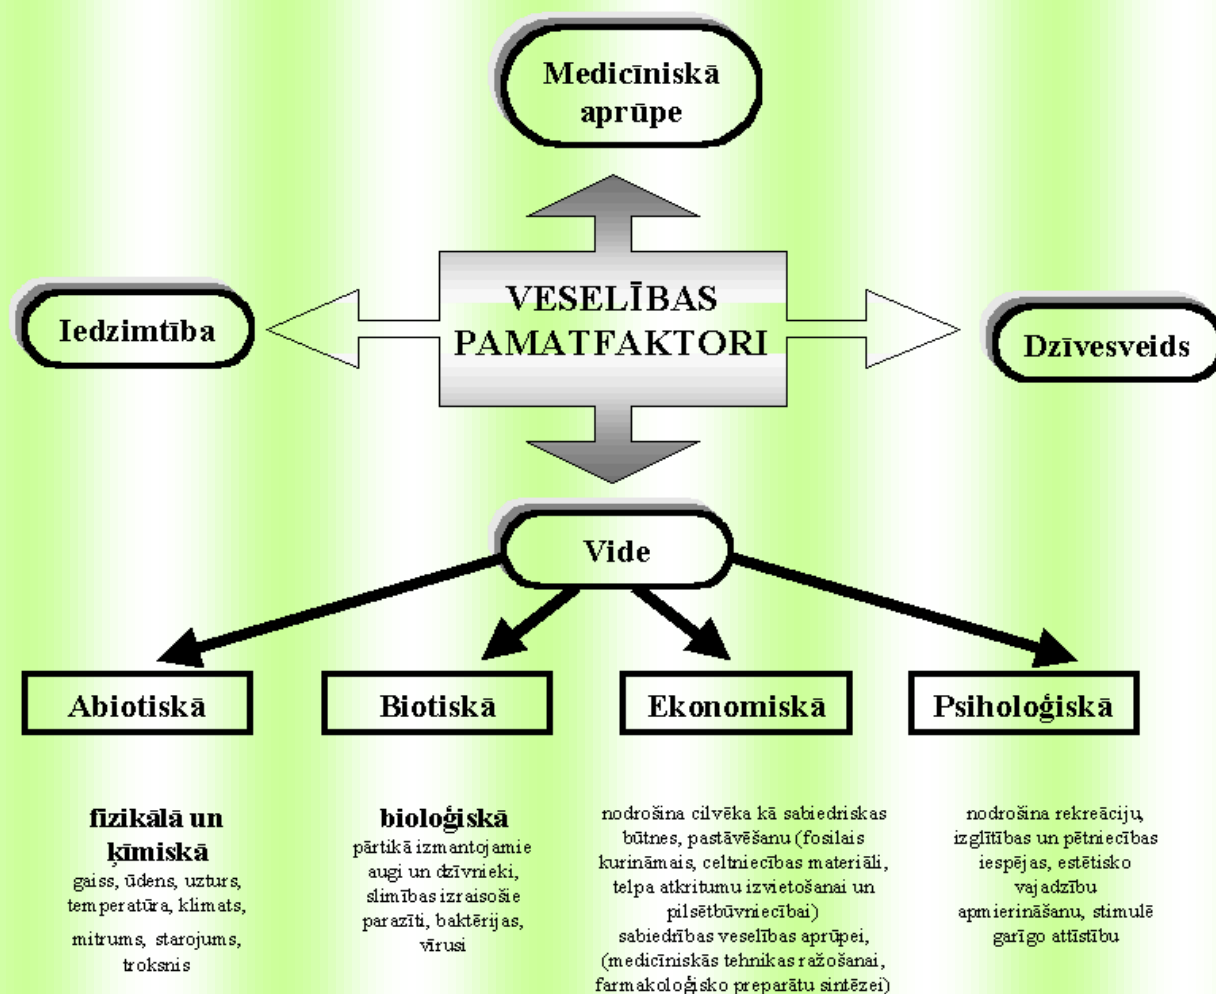 Medicīniskā
aprūpe
VESELĪBAS
PAMATFAKTORI
Iedzimtība
Dzīvesveids
Vide
Abiotiskā
Biotiskā
Ekonomiskā
Psiholoģiskā
fizikālā un
ķīmiskā
gaiss, ūdens, uzturs,
temperatūra, klimats,
mitrums, starojums,
troksnis
bioloģiskā
pārtikā izmantojamie
augi un dzīvnieki,
slimības izraisošie
parazīti, baktērijas,
vīrusi
nodrošina cilvēka kā sabiedriskas
būtnes, pastāvēšanu (fosilais
kurināmais, celtniecības materiāli,
telpa atkritumu izvietošanai un
pilsētbūvniecībai)
sabiedrības veselības aprūpei,
(medicīniskās tehnikas ražošanai,
farmakoloģisko preparātu sintēzei)
nodrošina rekreāciju,
izglītības un pētniecības
iespējas, estētisko
vajadzību
apmierināšanu, stimulē
garīgo attīstību